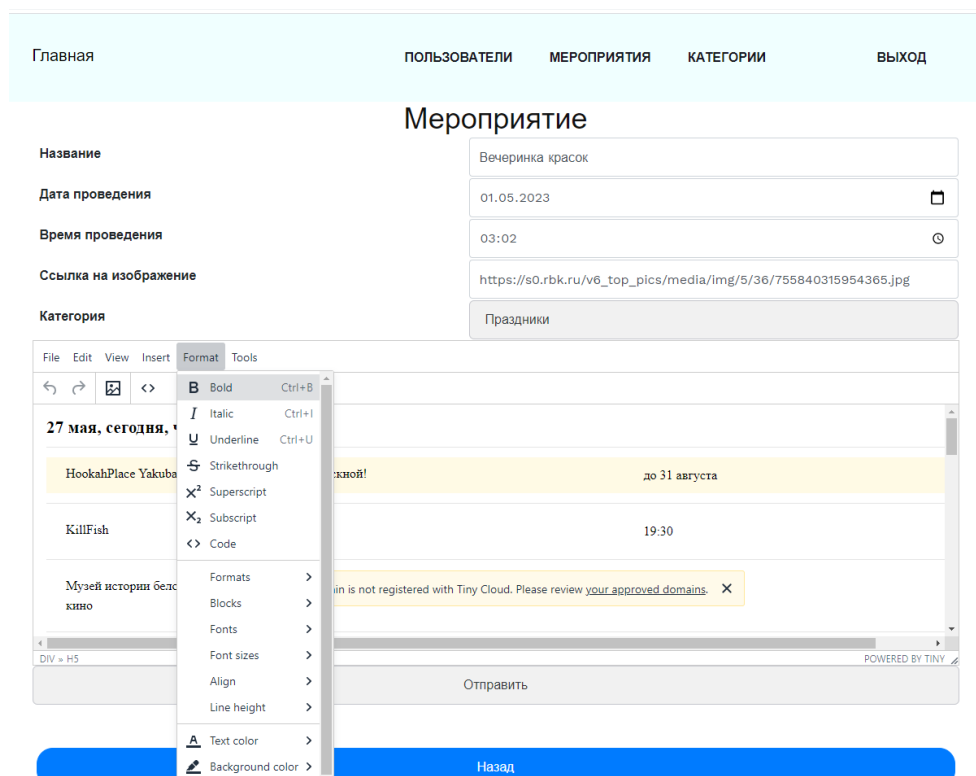 Главная ПОЛЬЗОВАТЕЛИ МЕРОПРИЯТИЯ КАТЕГОРИИ ВЫХОД
Мероприятие
Название Вечеринка красок
Дата проведения 01.05.2023
Время проведения 03:02
Ссылка на изображение https://s0.rbk.ru/v6_top_pics/media/img/5/36/755840315954365.jpg
Категория Праздники
File Edit View Insert Format Tools
B Bold Ctrl+B
I Italic Ctrl+I
27 мая, сегодня,
U Underline Ctrl+U
S Strikethrough
HookahPlace Yakuba до 31 августа
X² Superscript
X₂ Subscript
KillFish 19:30
<> Code
Formats
Музей истории
is not registered with Tiny Cloud. Please review your approved domains.
Blocks
кино
Fonts
Font sizes
DIV » H5 POWERED BY TINY
Align
Отправить
Line height
A Text color
Background color
Назад